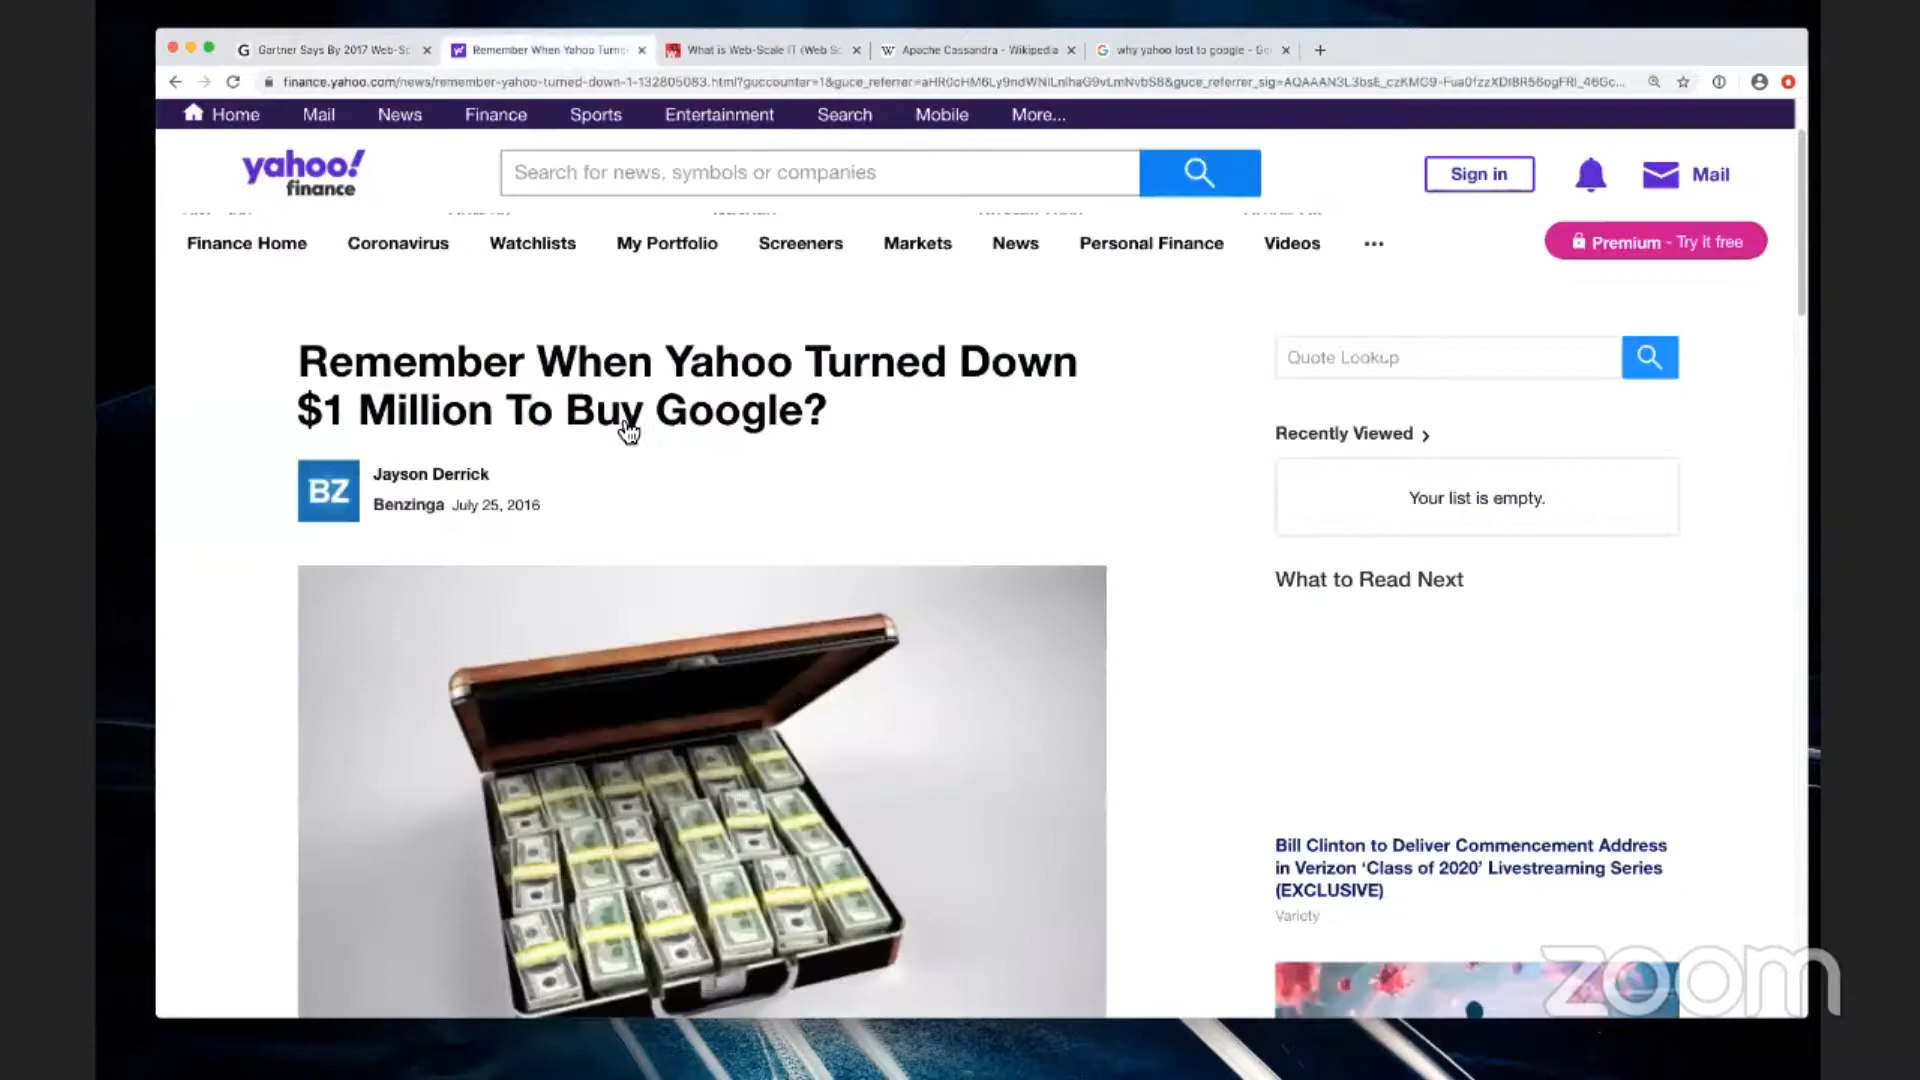 Gartner Says By 2017 Web-Sc
Remember When Yahoo Turne
What is Web-Scale IT (Web Sc
Apache Cassandra - Wikipedia
why yahoo lost to google - Go
Home Mail News Finance Sports Entertainment Search Mobile More...
yahoo!
finance
Search for news, symbols or companies
Sign in
Mail
Finance Home Coronavirus Watchlists My Portfolio Screeners Markets News Personal Finance Videos ...
Premium - Try it free
Remember When Yahoo Turned Down
$1 Million To Buy Google?
BZ
Jayson Derrick
Benzinga July 25, 2016
Quote Lookup
Recently Viewed
Your list is empty.
What to Read Next
Bill Clinton to Deliver Commencement Address
in Verizon ‘Class of 2020’ Livestreaming Series
(EXCLUSIVE)
Variety
zoom